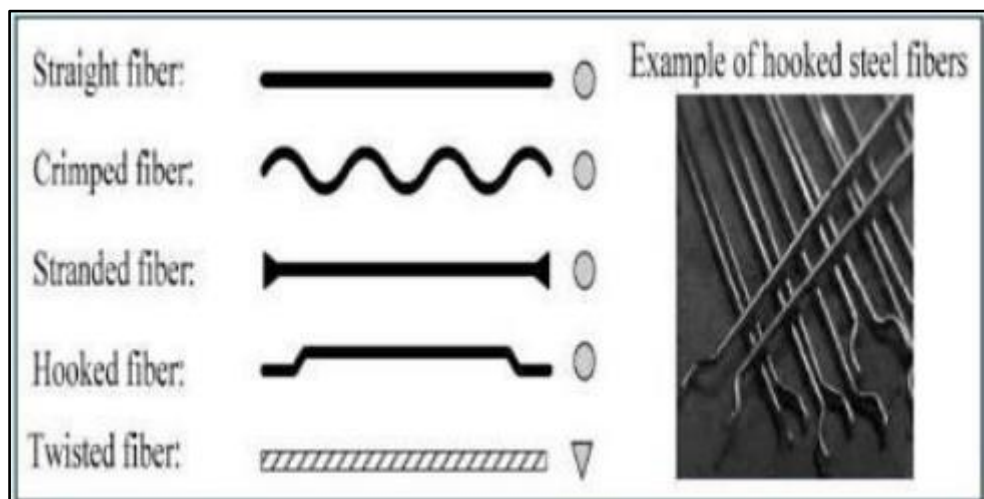 Straight fiber:
Example of hooked steel fibers
Crimped fiber:
Stranded fiber:
Hooked fiber:
Twisted fiber: